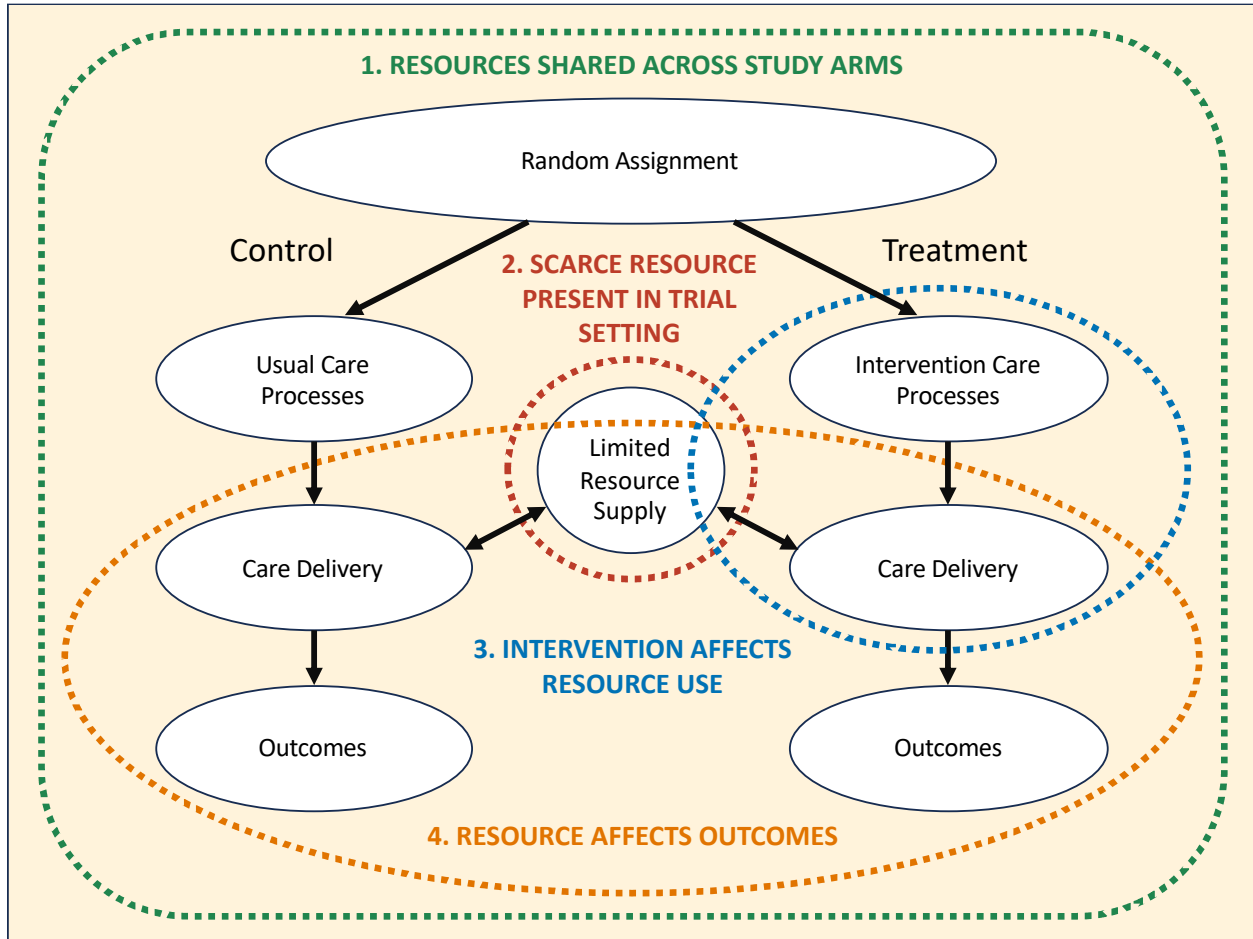 1. RESOURCES SHARED ACROSS STUDY ARMS
Random Assignment
Control
Treatment
2. SCARCE RESOURCE
PRESENT IN TRIAL
SETTING
Usual Care
Processes
Intervention Care
Processes
Limited
Resource
Supply
Care Delivery
Care Delivery
3. INTERVENTION AFFECTS
RESOURCE USE
Outcomes
Outcomes
4. RESOURCE AFFECTS OUTCOMES